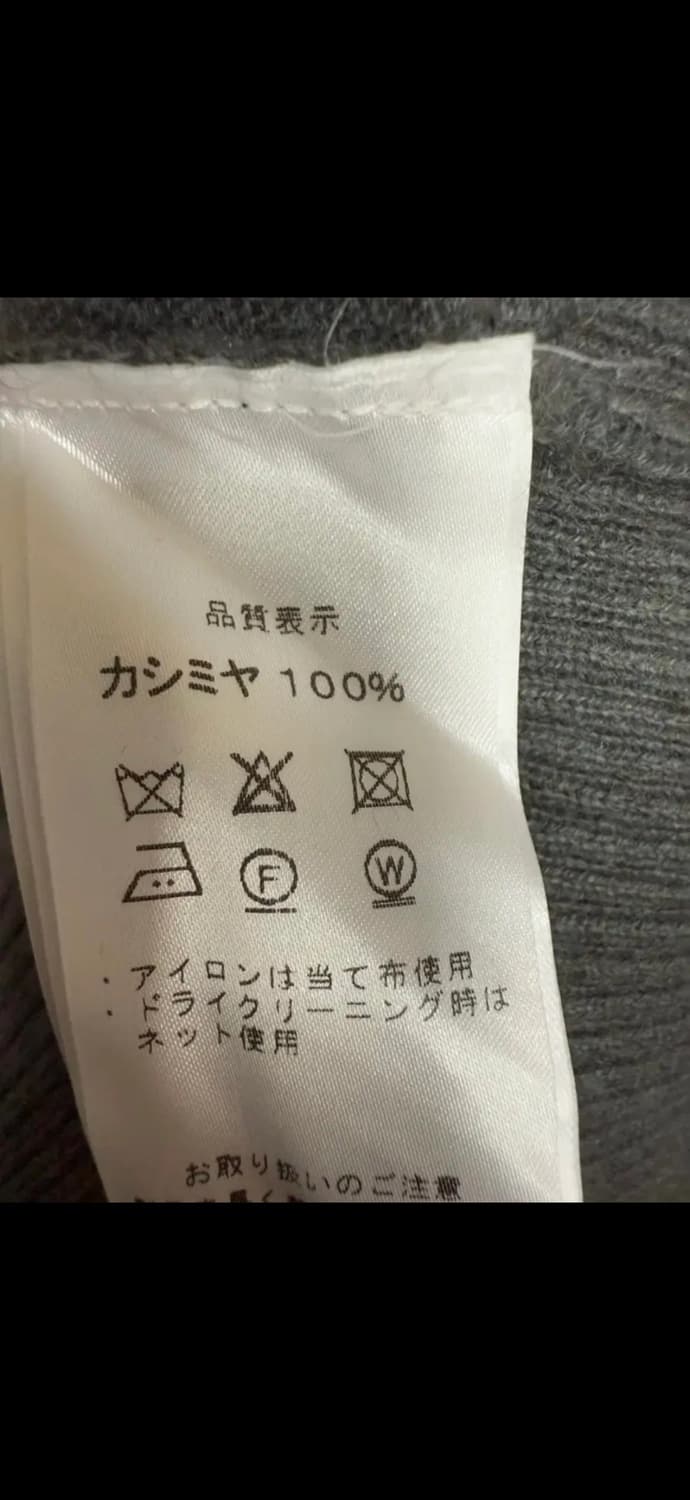 品質表示
カシミヤ 100%
F W
・アイロンは当て布使用
・ドライクリーニング時は
ネット使用
お取り扱いのご注意